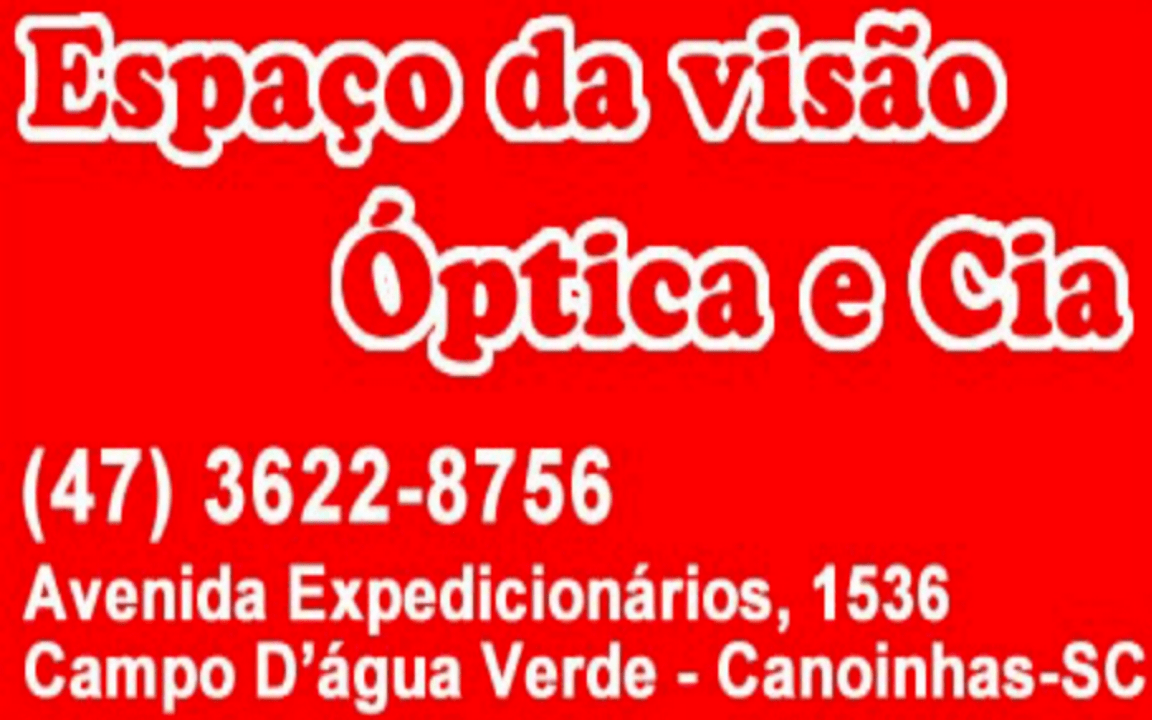 Espaço da visão
Óptica e Cia
(47) 3622-8756
Avenida Expedicionários, 1536
Campo D’água Verde - Canoinhas-SC